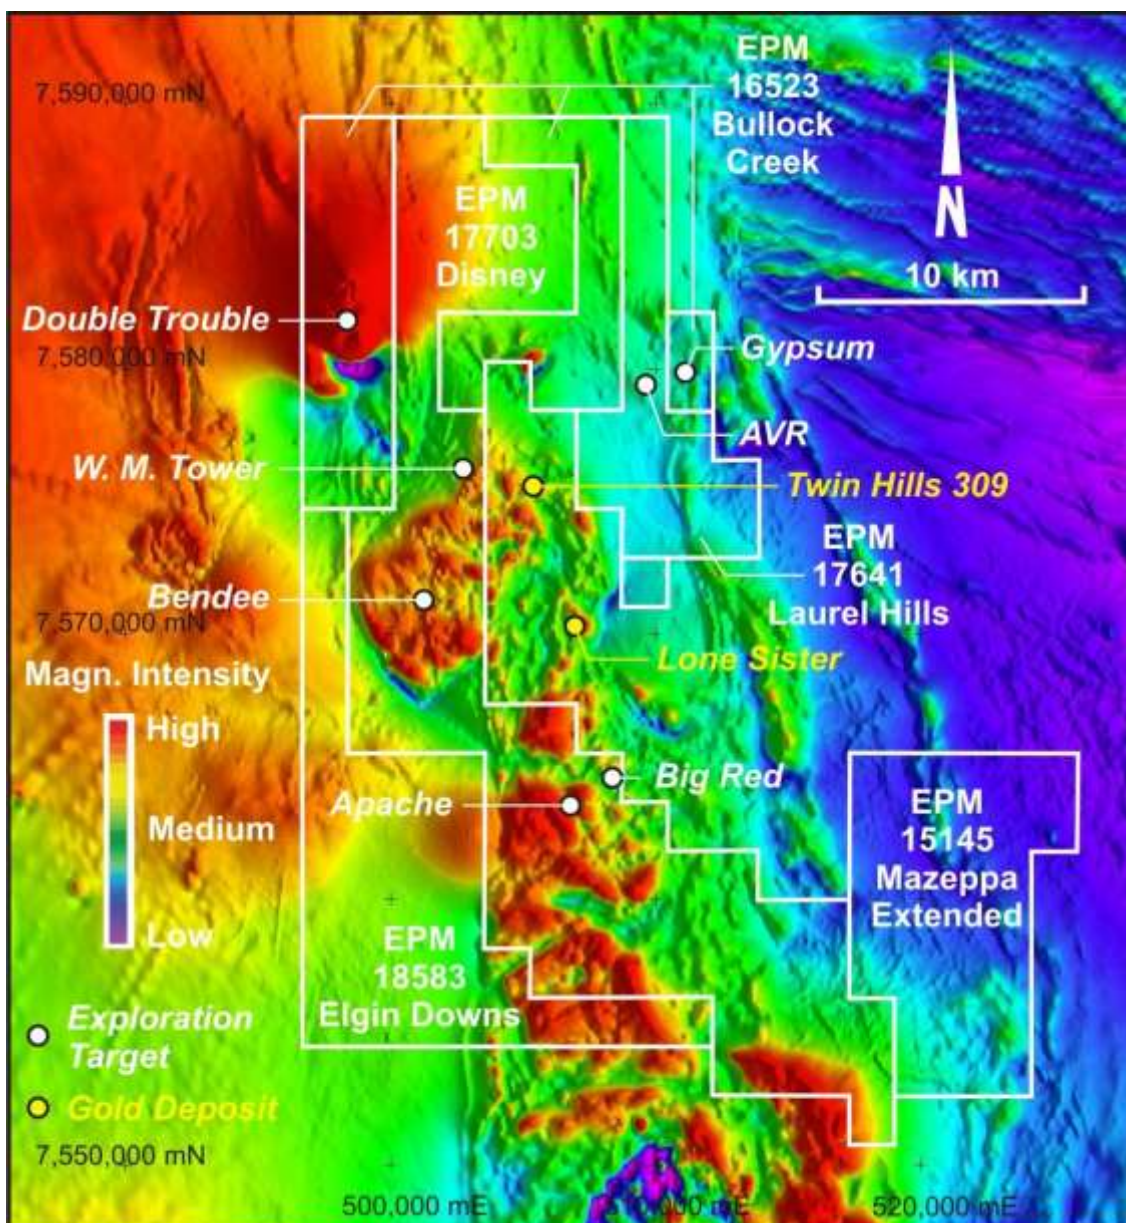 7,590,000 mN
EPM
16523
Bullock
Creek
EPM
17703
Disney
N
10 km
Double Trouble
7,580,000 mN
Gypsum
AVR
W. M. Tower
Twin Hills 309
EPM
17641
Laurel Hills
Bendee
7,570,000 mN
Lone Sister
Magn. Intensity
High
Medium
Low
Big Red
Apache
EPM
15145
Mazeppa
Extended
EPM
18583
Elgin Downs
Exploration
Target
Gold Deposit
7,550,000 mN
500,000 mE
510,000 mE
520,000 mE